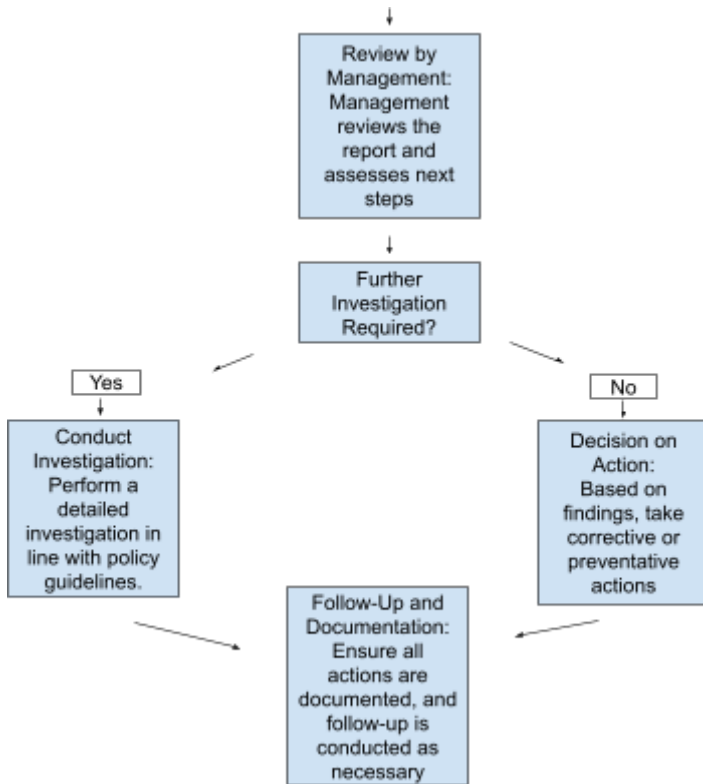 Review by
Management:
Management
reviews the
report and
assesses next
steps
Further
Investigation
Required?
Yes
No
Conduct
Investigation:
Perform a
detailed
investigation in
line with policy
guidelines.
Decision on
Action:
Based on
findings, take
corrective or
preventative
actions
Follow-Up and
Documentation:
Ensure all
actions are
documented, and
follow-up is
conducted as
necessary